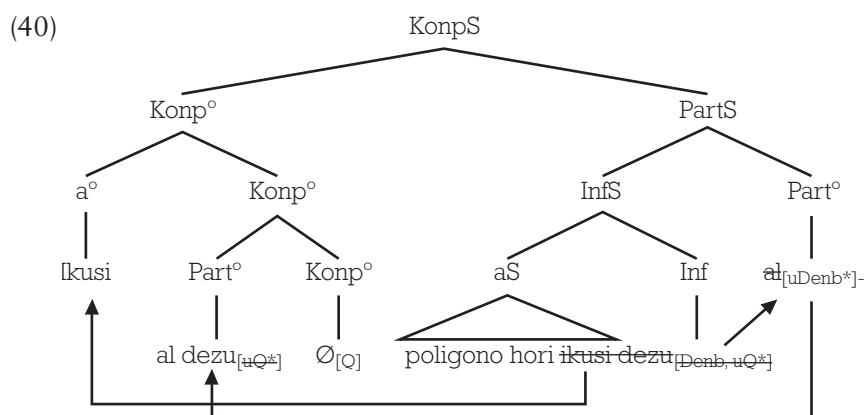 (40)
KonpS
Konp° PartS
a° Konp° InfS Part°
Ikusi Part° Konp° aS Inf al[uDenb*]-
al dezu[uQ*] Ø[Q] poligono hori ikusi dezu[Denb, uQ*]